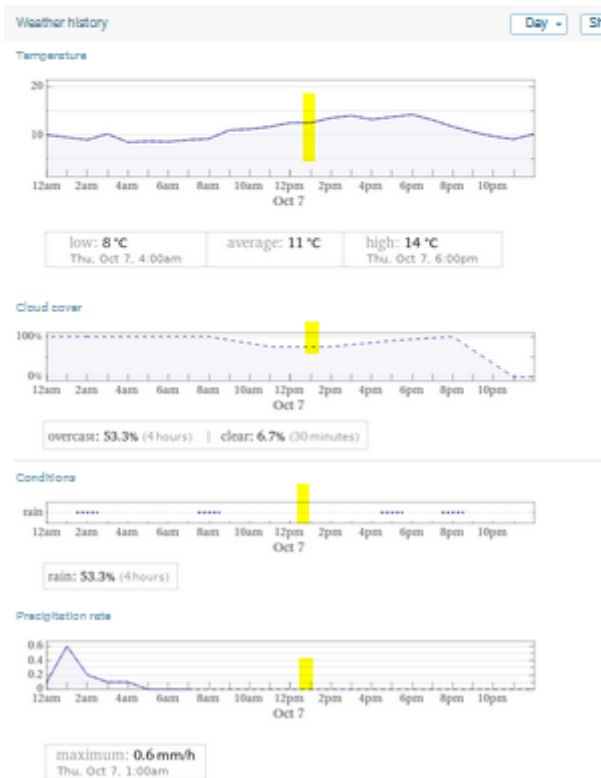 Weather history
Day
Sh
Temperature
20
10
12am 2am 4am 6am 8am 10am 12pm 2pm 4pm 6pm 8pm 10pm
Oct 7
low: 8 °C average: 11 °C high: 14 °C
Thu, Oct 7, 4:00am Thu, Oct 7, 6:00pm
Cloud cover
100%
0%
12am 2am 4am 6am 8am 10am 12pm 2pm 4pm 6pm 8pm 10pm
Oct 7
overcast: 53.3% (4 hours) | clear: 6.7% (30 minutes)
Conditions
rain
12am 2am 4am 6am 8am 10am 12pm 2pm 4pm 6pm 8pm 10pm
Oct 7
rain: 53.3% (4 hours)
Precipitation rate
0.6
0.4
0.2
0
12am 2am 4am 6am 8am 10am 12pm 2pm 4pm 6pm 8pm 10pm
Oct 7
maximum: 0.6 mm/h
Thu, Oct 7, 1:00am